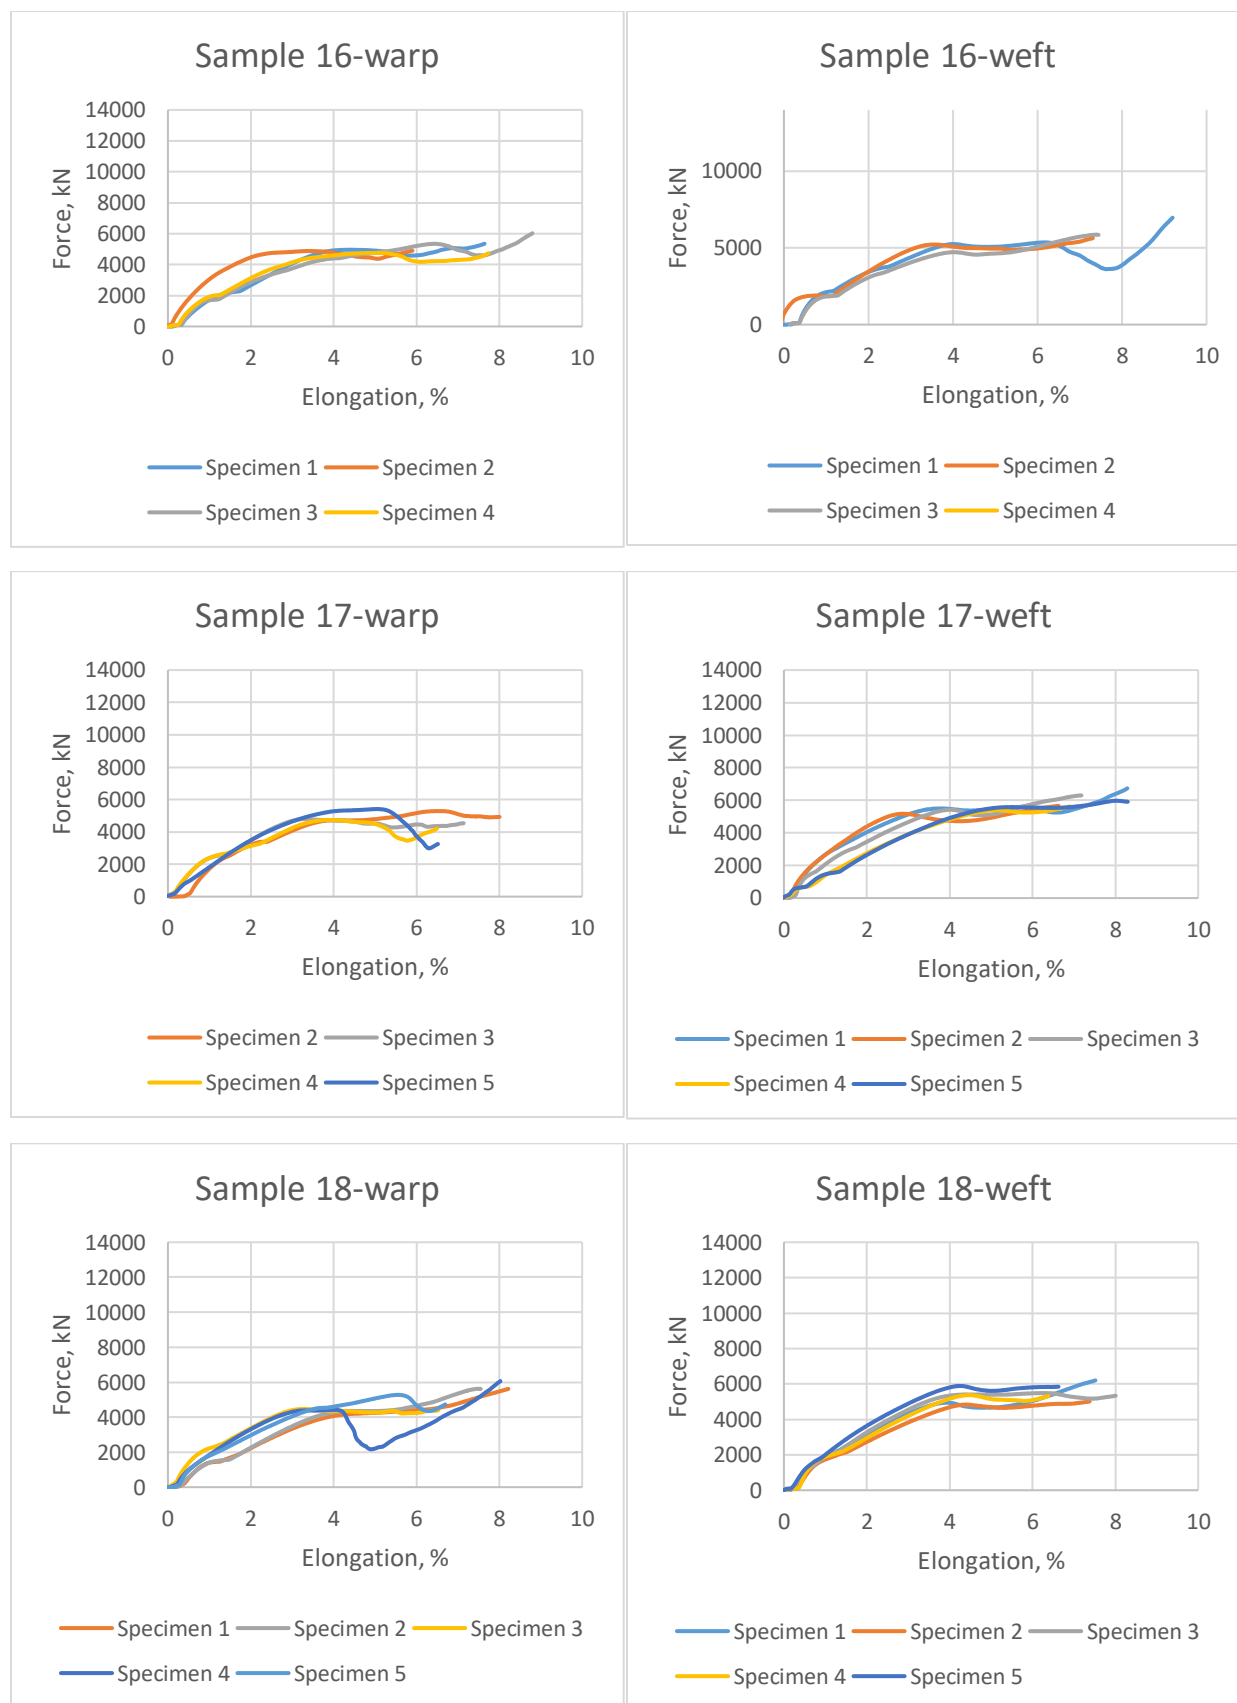 Sample 16-warp
14000
12000
10000
8000
6000
4000
2000
0
Force, kN
0 2 4 6 8 10
Elongation, %
Specimen 1 Specimen 2
Specimen 3 Specimen 4
Sample 16-weft
10000
5000
0
Force, kN
0 2 4 6 8 10
Elongation, %
Specimen 1 Specimen 2
Specimen 3 Specimen 4
Sample 17-warp
14000
12000
10000
8000
6000
4000
2000
0
Force, kN
0 2 4 6 8 10
Elongation, %
Specimen 2 Specimen 3
Specimen 4 Specimen 5
Sample 17-weft
14000
12000
10000
8000
6000
4000
2000
0
Force, kN
0 2 4 6 8 10
Elongation, %
Specimen 1 Specimen 2 Specimen 3
Specimen 4 Specimen 5
Sample 18-warp
14000
12000
10000
8000
6000
4000
2000
0
Force, kN
0 2 4 6 8 10
Elongation, %
Specimen 1 Specimen 2 Specimen 3
Specimen 4 Specimen 5
Sample 18-weft
14000
12000
10000
8000
6000
4000
2000
0
Force, kN
0 2 4 6 8 10
Elongation, %
Specimen 1 Specimen 2 Specimen 3
Specimen 4 Specimen 5